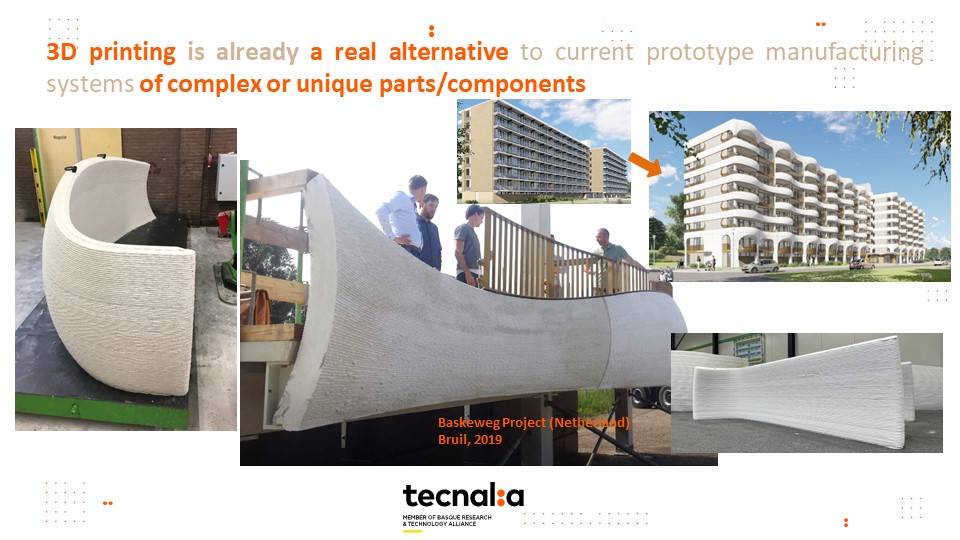 3D printing is already a real alternative to current prototype manufacturing
systems of complex or unique parts/components
Baskeweg Project (Netherland)
Bruil, 2019
tecnal:a
MEMBER OF BASQUE RESEARCH
& TECHNOLOGY ALLIANCE